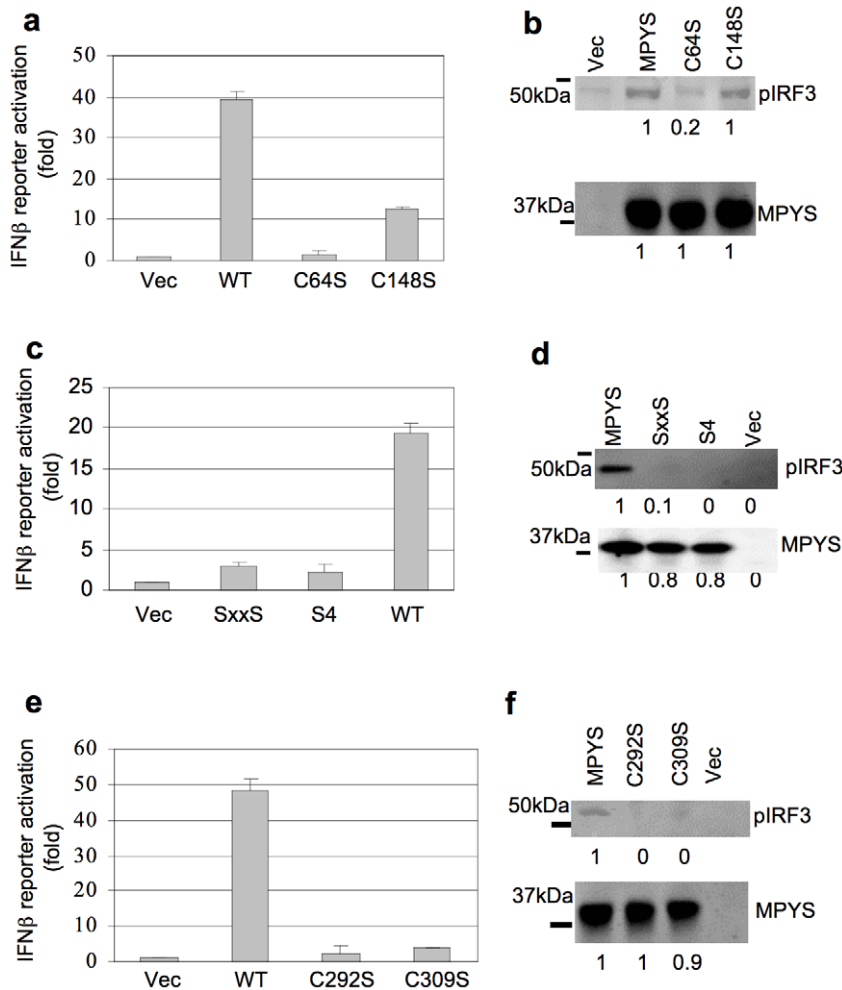 a
IFNβ reporter activation
(fold)
50
40
30
20
10
0
Vec WT C64S C148S
b
Vec MPYS C64S C148S
50kDa pIRF3
1 0.2 1
37kDa MPYS
1 1 1
c
IFNβ reporter activation
(fold)
25
20
15
10
5
0
Vec SxxS S4 WT
d
MPYS SxxS S4 Vec
50kDa pIRF3
1 0.1 0 0
37kDa MPYS
1 0.8 0.8 0
e
IFNβ reporter activation
(fold)
60
50
40
30
20
10
0
Vec WT C292S C309S
f
MPYS C292S C309S Vec
50kDa pIRF3
1 0 0
37kDa MPYS
1 1 0.9